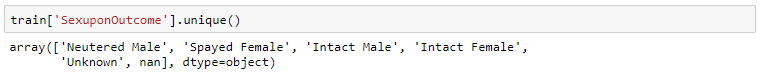 train['SexuponOutcome'].unique()
array(['Neutered Male', 'Spayed Female', 'Intact Male', 'Intact Female',
'Unknown', nan], dtype=object)